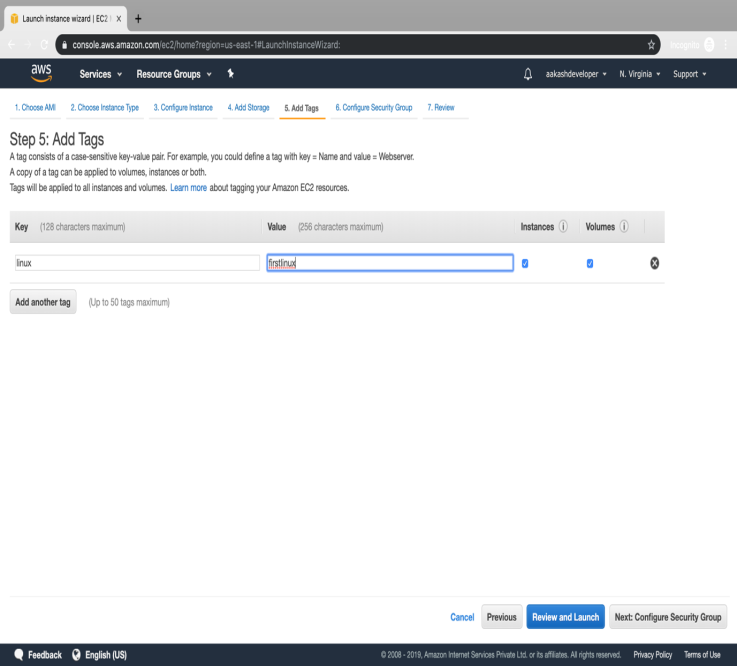 Launch instance wizard | EC2
console.aws.amazon.com/ec2/home?region=us-east-1#LaunchInstanceWizard:
Incognito
aws Services Resource Groups aakashdeveloper N. Virginia Support
1. Choose AMI 2. Choose Instance Type 3. Configure Instance 4. Add Storage 5. Add Tags 6. Configure Security Group 7. Review
Step 5: Add Tags
A tag consists of a case-sensitive key-value pair. For example, you could define a tag with key = Name and value = Webserver.
A copy of a tag can be applied to volumes, instances or both.
Tags will be applied to all instances and volumes. Learn more about tagging your Amazon EC2 resources.
Key (128 characters maximum) Value (256 characters maximum) Instances Volumes
linux firstlinux
Add another tag (Up to 50 tags maximum)
Cancel Previous Review and Launch Next: Configure Security Group
Feedback English (US) © 2008 - 2019, Amazon Internet Services Private Ltd. or its affiliates. All rights reserved. Privacy Policy Terms of Use